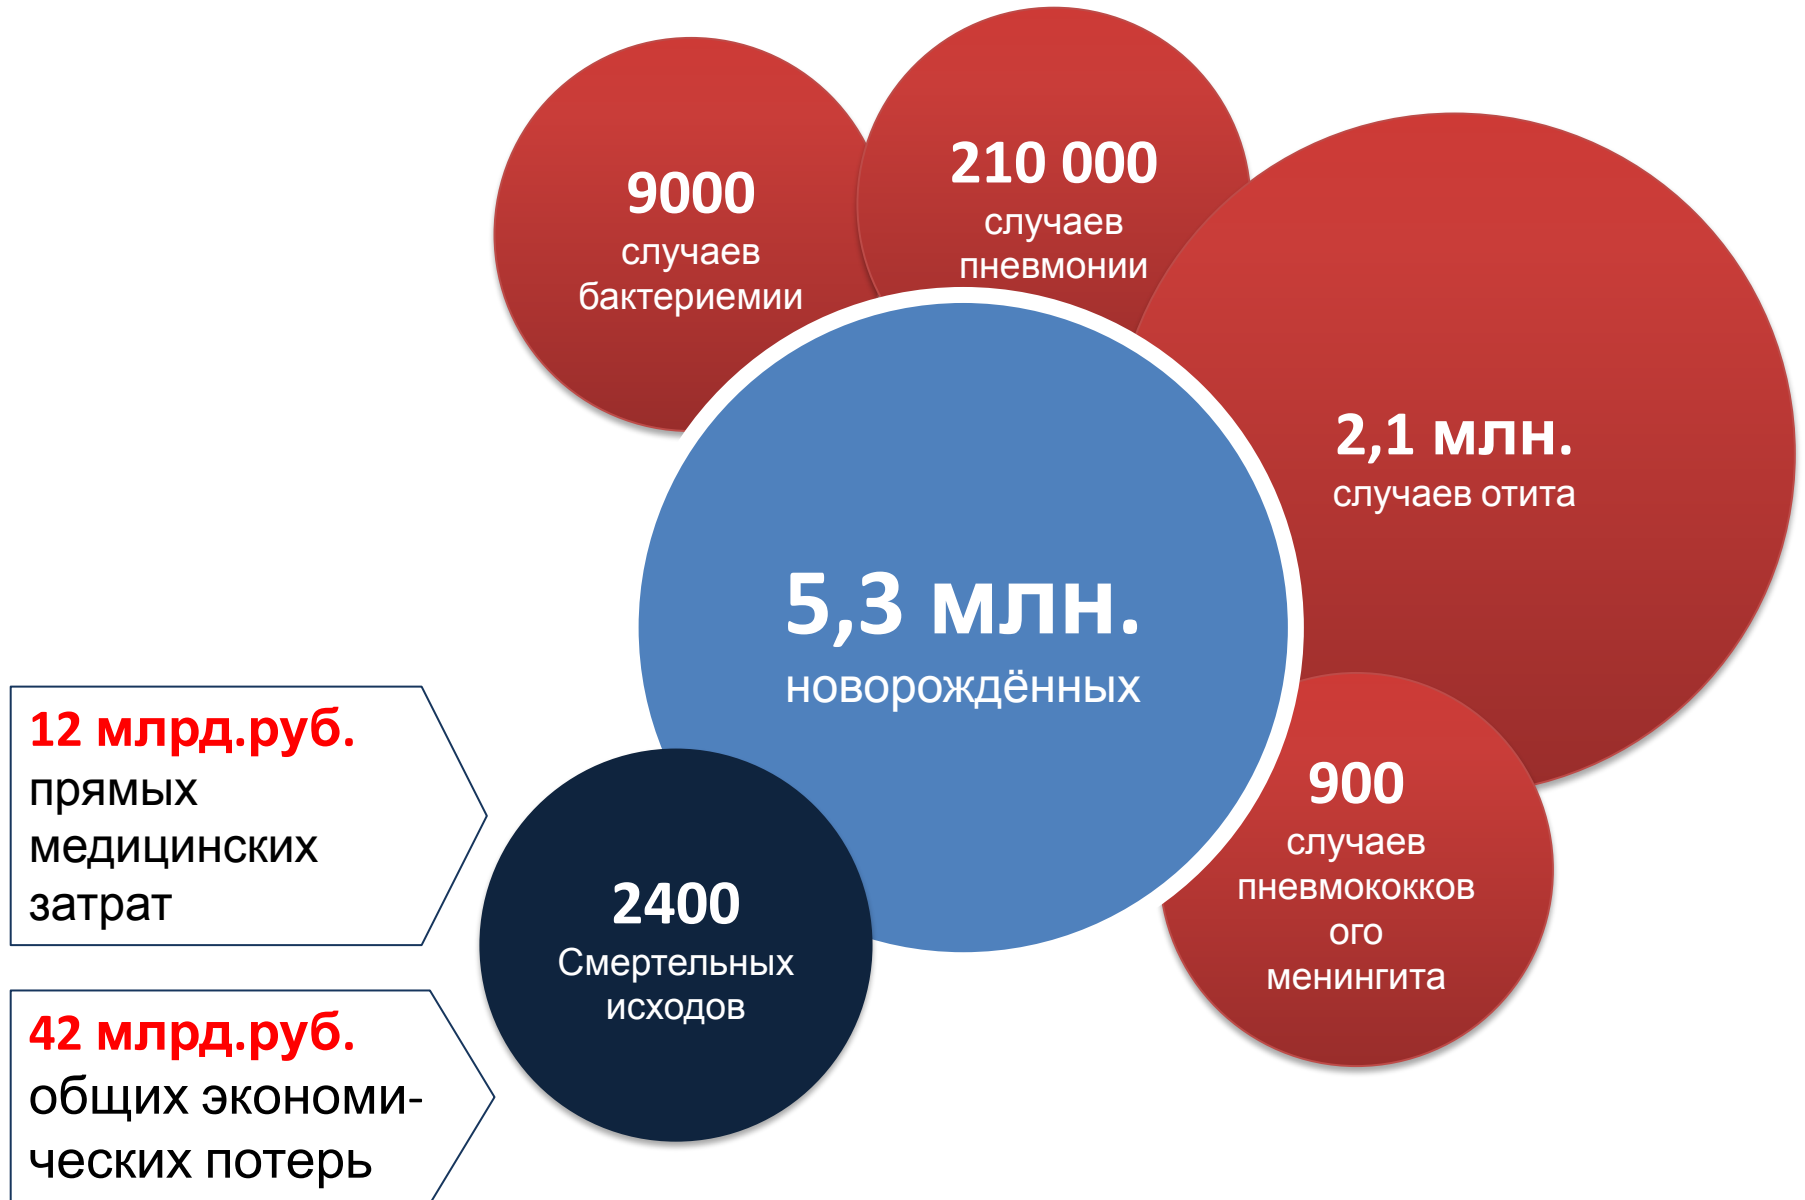 9000
случаев
бактериемии
210 000
случаев
пневмонии
2,1 млн.
случаев отита
5,3 млн.
новорождённых
900
случаев
пневмококков
ого
менингита
2400
Смертельных
исходов
12 млрд.руб.
прямых
медицинских
затрат
42 млрд.руб.
общих экономи-
ческих потерь